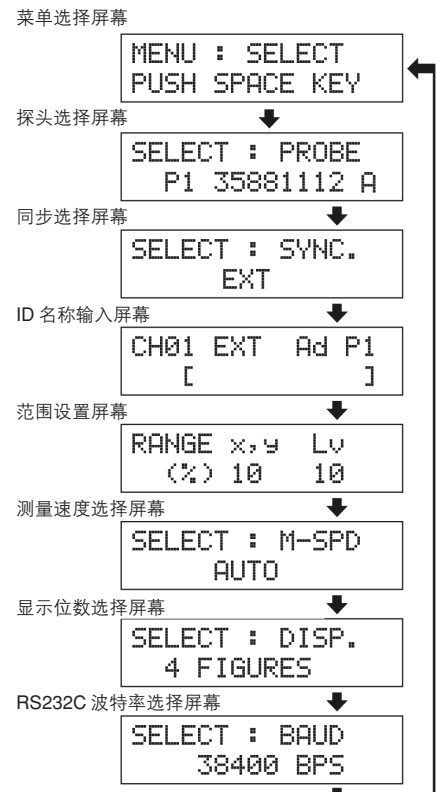 菜单选择屏幕
MENU : SELECT
PUSH SPACE KEY
探头选择屏幕
SELECT : PROBE
P1 35881112 A
同步选择屏幕
SELECT : SYNC.
EXT
ID 名称输入屏幕
CH01 EXT Ad P1
[ ]
范围设置屏幕
RANGE x,y Lv
(%) 10 10
测量速度选择屏幕
SELECT : M-SPD
AUTO
显示位数选择屏幕
SELECT : DISP.
4 FIGURES
RS232C 波特率选择屏幕
SELECT : BAUD
38400 BPS